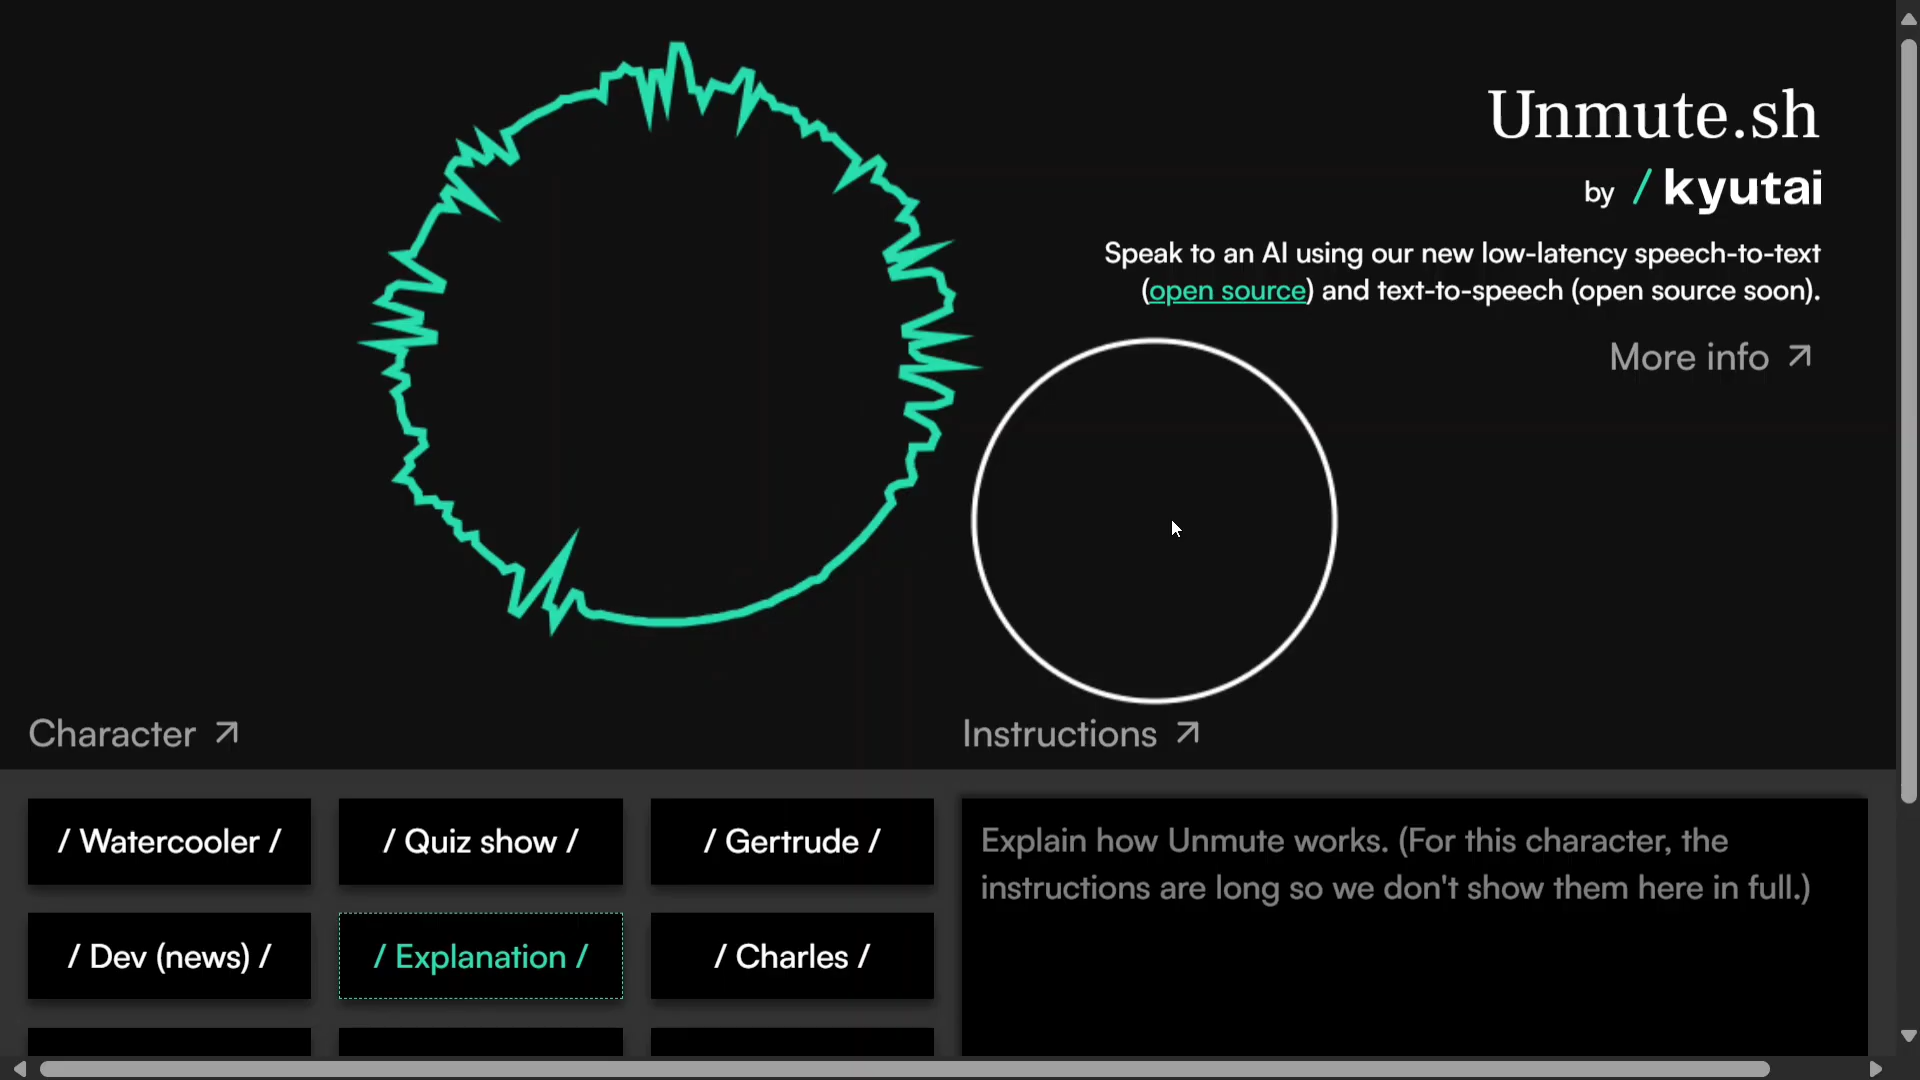 Unmute.sh
by / kyutai
Speak to an AI using our new low-latency speech-to-text
(open source) and text-to-speech (open source soon).
More info
Character
Instructions
/ Watercooler /
/ Quiz show /
/ Gertrude /
/ Dev (news) /
/ Explanation /
/ Charles /
Explain how Unmute works. (For this character, the
instructions are long so we don't show them here in full.)